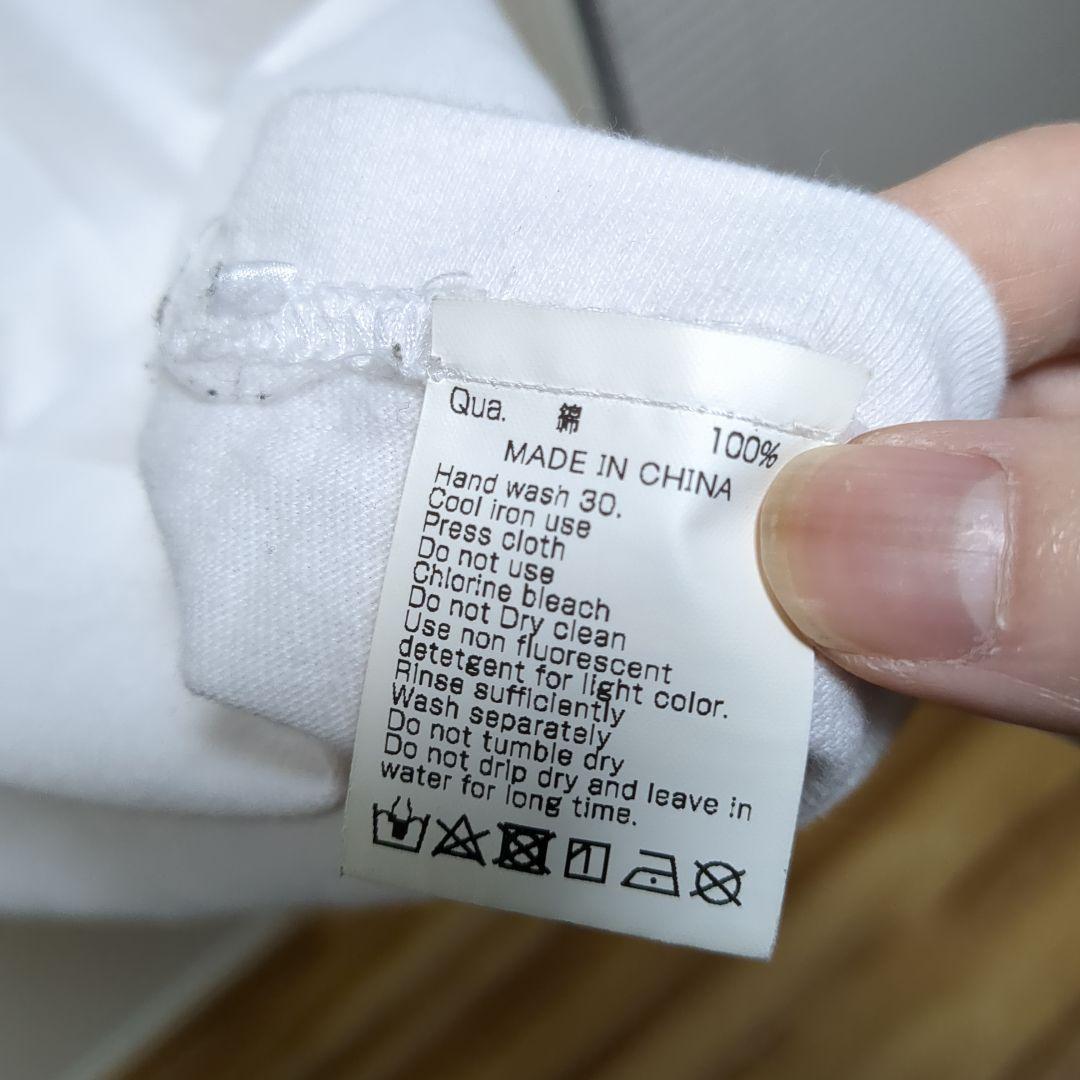 Qua. 綿 100%
MADE IN CHINA
Hand wash 30.
Cool iron use
Press cloth
Do not use
Chlorine bleach
Do not Dry clean
Use non fluorescent
detetgent for light color.
Rinse sufficiently
Wash separately
Do not tumble dry
Do not drip dry and leave in
water for long time.